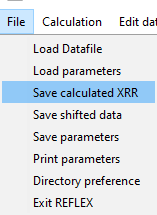 File Calculation Edit dat
Load Datafile
Load parameters
Save calculated XRR
Save shifted data
Save parameters
Print parameters
Directory preference
Exit REFLEX